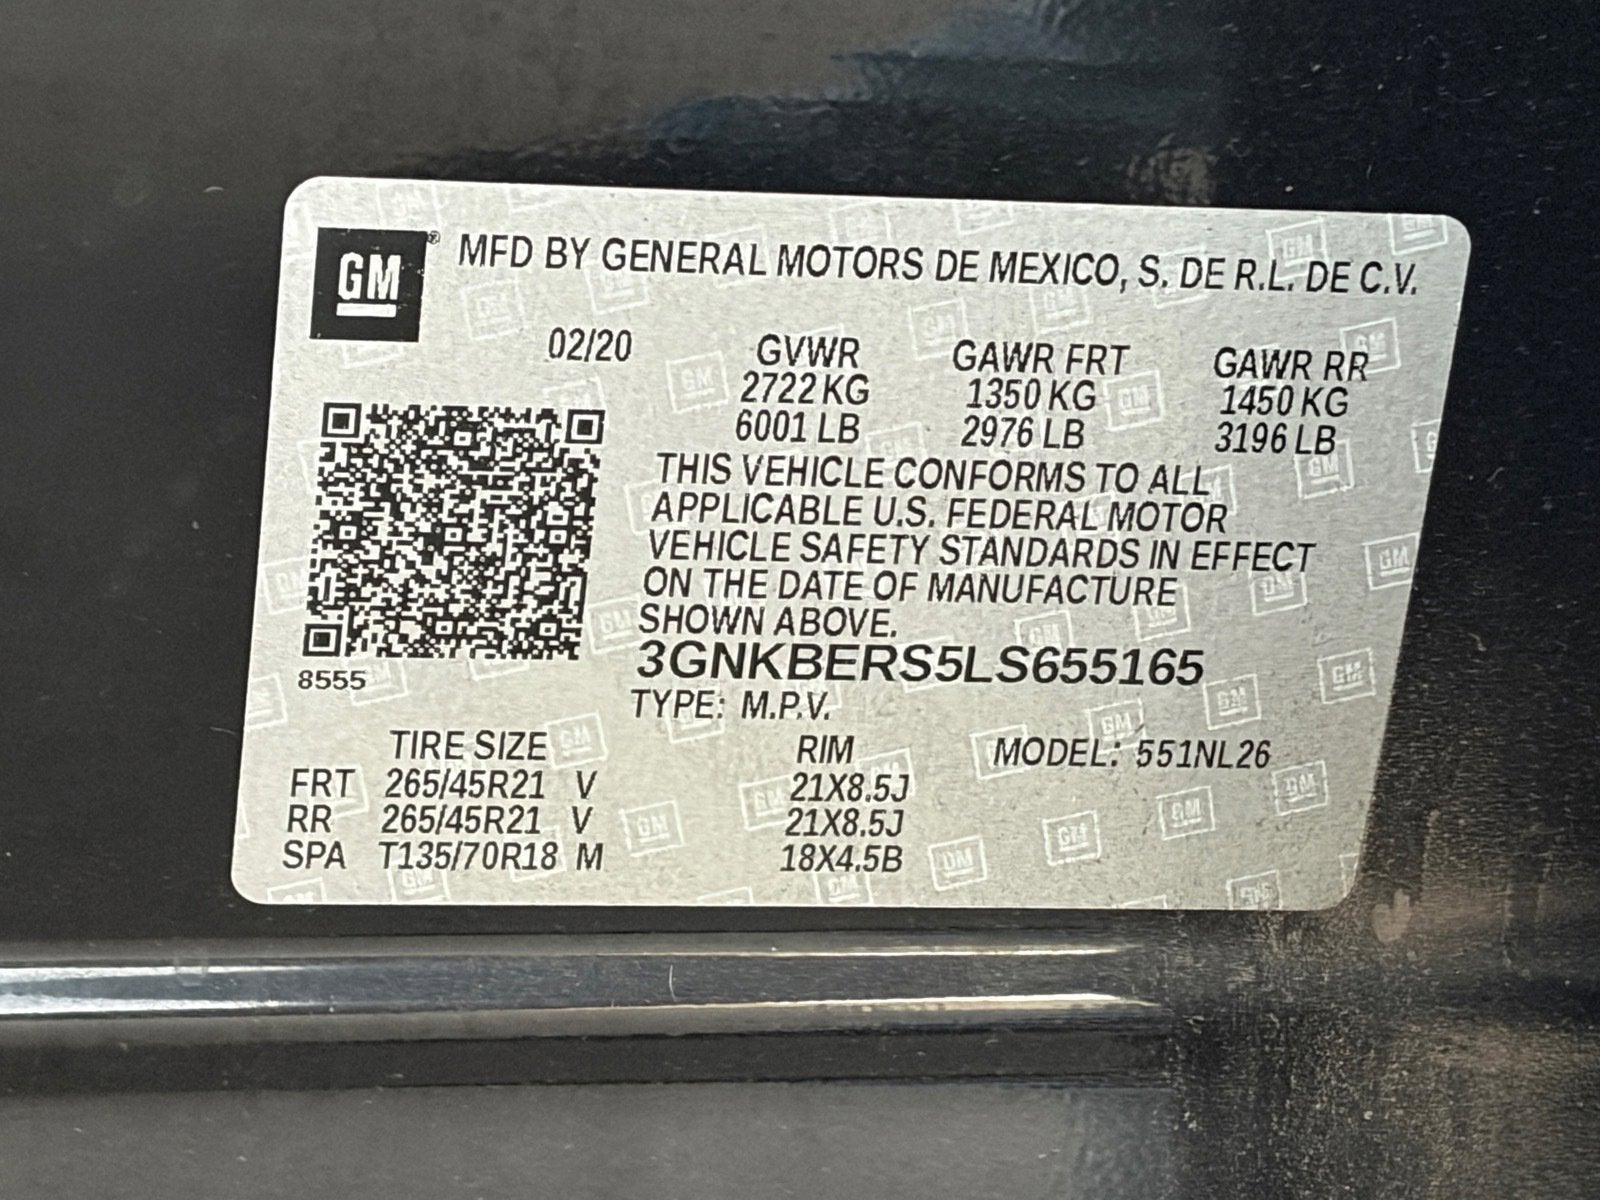 GM® MFD BY GENERAL MOTORS DE MEXICO, S. DE R.L. DE C.V.
02/20 GVWR GAWR FRT GAWR RR
2722 KG 1350 KG 1450 KG
6001 LB 2976 LB 3196 LB
THIS VEHICLE CONFORMS TO ALL
APPLICABLE U.S. FEDERAL MOTOR
VEHICLE SAFETY STANDARDS IN EFFECT
ON THE DATE OF MANUFACTURE
SHOWN ABOVE.
3GNKBERS5LS655165
8555
TYPE: M.P.V.
TIRE SIZE RIM MODEL: 551NL26
FRT 265/45R21 V 21X8.5J
RR 265/45R21 V 21X8.5J
SPA T135/70R18 M 18X4.5B